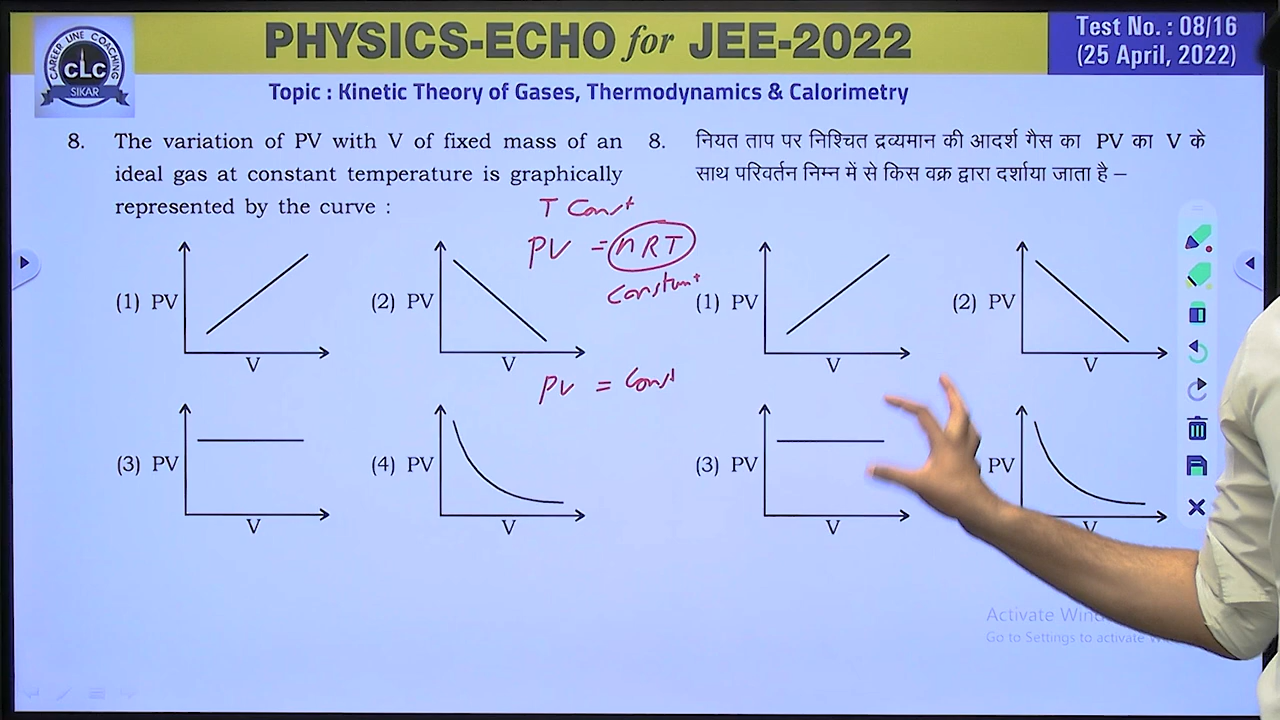 CAREER LINE COACHING
CLC
SIKAR
PHYSICS-ECHO for JEE-2022
Test No. : 08/16
(25 April, 2022)
Topic : Kinetic Theory of Gases, Thermodynamics & Calorimetry
8. The variation of PV with V of fixed mass of an
ideal gas at constant temperature is graphically
represented by the curve :
T Const
PV = nRT
Constant
PV = Const
(1) PV
V
(2) PV
V
(3) PV
V
(4) PV
V
8. नियत ताप पर निश्चित द्रव्यमान की आदर्श गैस का PV का V के
साथ परिवर्तन निम्न में से किस वक्र द्वारा दर्शाया जाता है –
(1) PV
V
(2) PV
V
(3) PV
V
PV
V
Activate
Go to Settings to activate